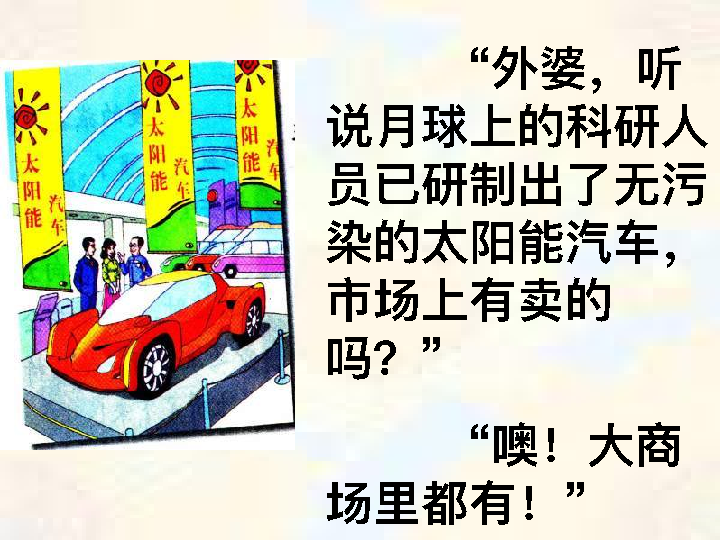 太阳能
汽车
太阳能
汽车
太阳能
汽车
“外婆，听
说月球上的科研人
员已研制出了无污
染的太阳能汽车，
市场上有卖的
吗？”
“噢！大商
场里都有！”